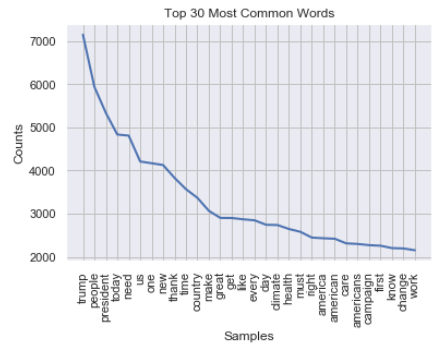 Top 30 Most Common Words
Counts
7000
6000
5000
4000
3000
2000
trump
people
president
today
need
us
one
new
thank
time
country
make
great
get
like
every
day
climate
health
must
right
america
american
care
americans
campaign
first
know
change
work
Samples